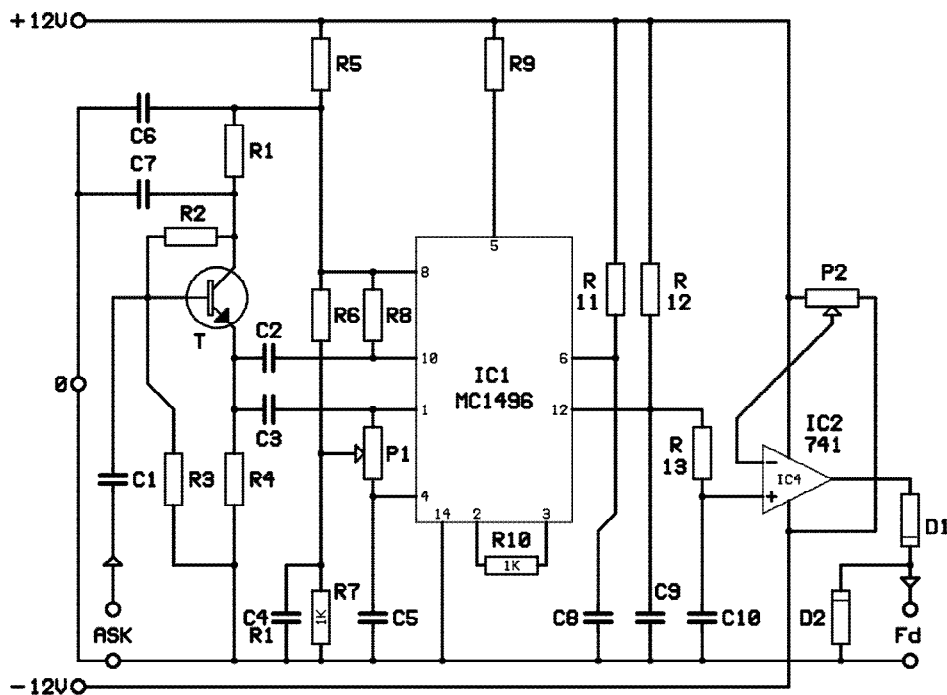 +12V
R5
R9
C6
R1
C7
R2
5
P2
8
R
11
R
12
R6
R8
T
C2
10
6
0
IC1
MC1496
1
12
C3
IC2
741
P1
R
13
-
IC4
C1
R3
R4
4
+
14
2
3
D1
R10
1K
R7
C4
R1
1K
C5
C8
C9
C10
D2
ASK
Fd
-12V